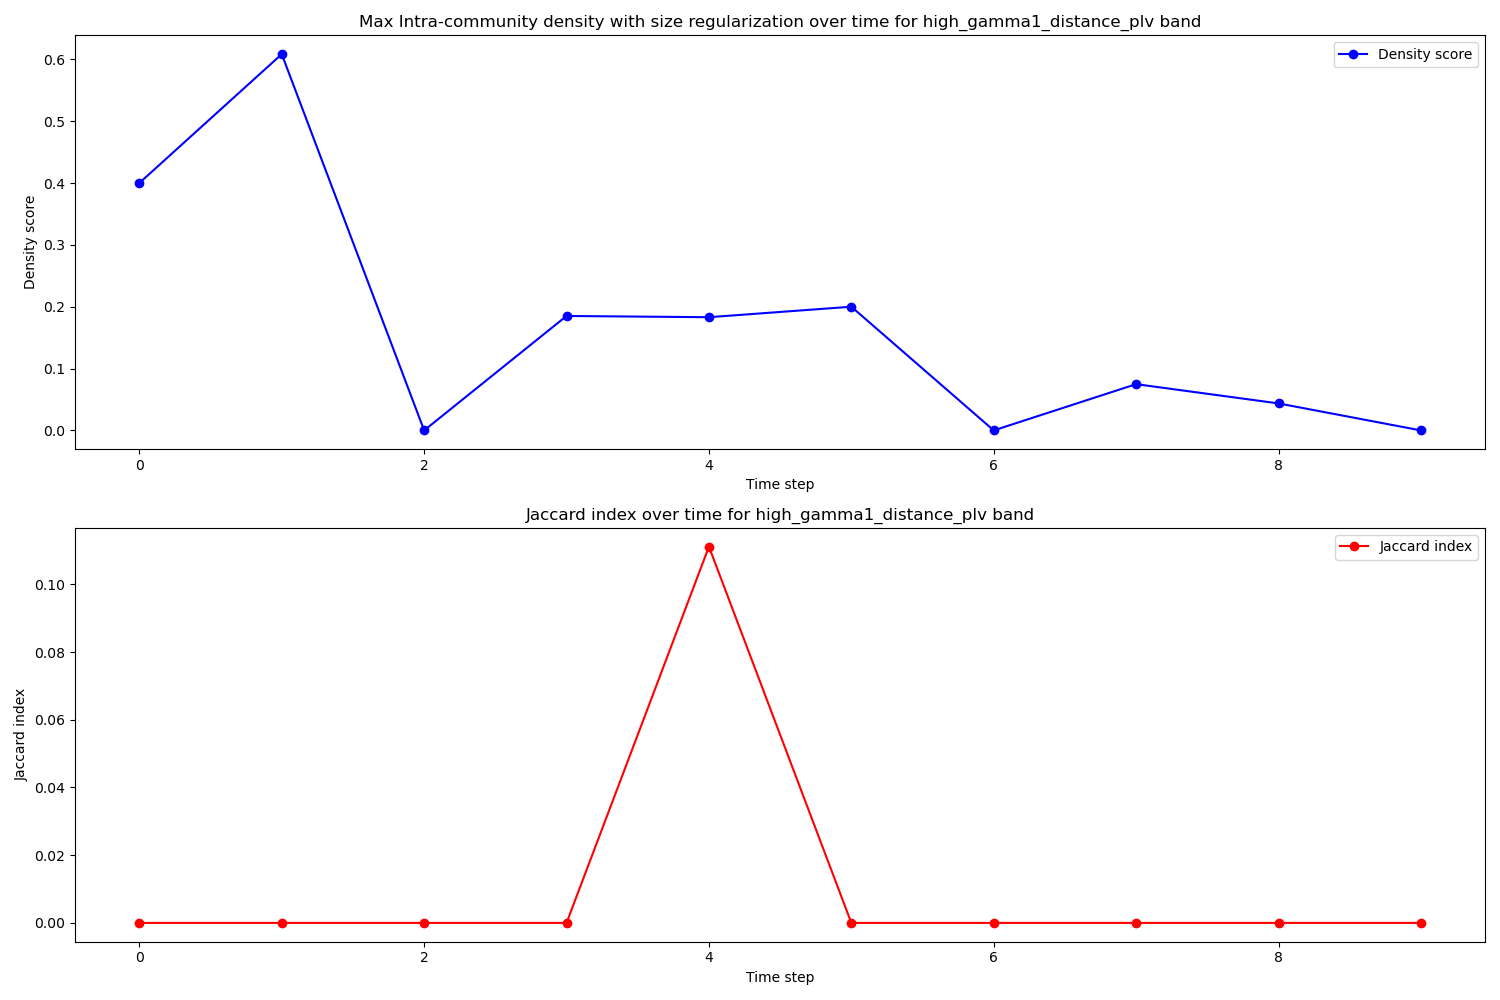 Max Intra-community density with size regularization over time for high_gamma1_distance_plv band
Density score
0.6
0.5
0.4
0.3
0.2
0.1
0.0
Density score
0 2 4 6 8
Time step
Jaccard index over time for high_gamma1_distance_plv band
Jaccard index
0.10
0.08
0.06
0.04
0.02
0.00
Jaccard index
0 2 4 6 8
Time step